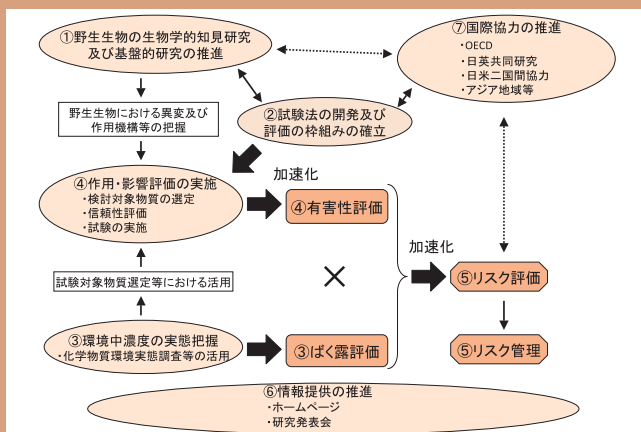 ①野生生物の生物学的知見研究
及び基盤的研究の推進
⑦国際協力の推進
・OECD
・日英共同研究
・日米二国間協力
・アジア地域等
野生生物における異変及び
作用機構等の把握
②試験法の開発及び
評価の枠組みの確立
④作用・影響評価の実施
・検討対象物質の選定
・信頼性評価
・試験の実施
加速化
④有害性評価
加速化
試験対象物質選定等における活用
×
⑤リスク評価
③環境中濃度の実態把握
・化学物質環境実態調査等の活用
③ばく露評価
⑤リスク管理
⑥情報提供の推進
・ホームページ
・研究発表会